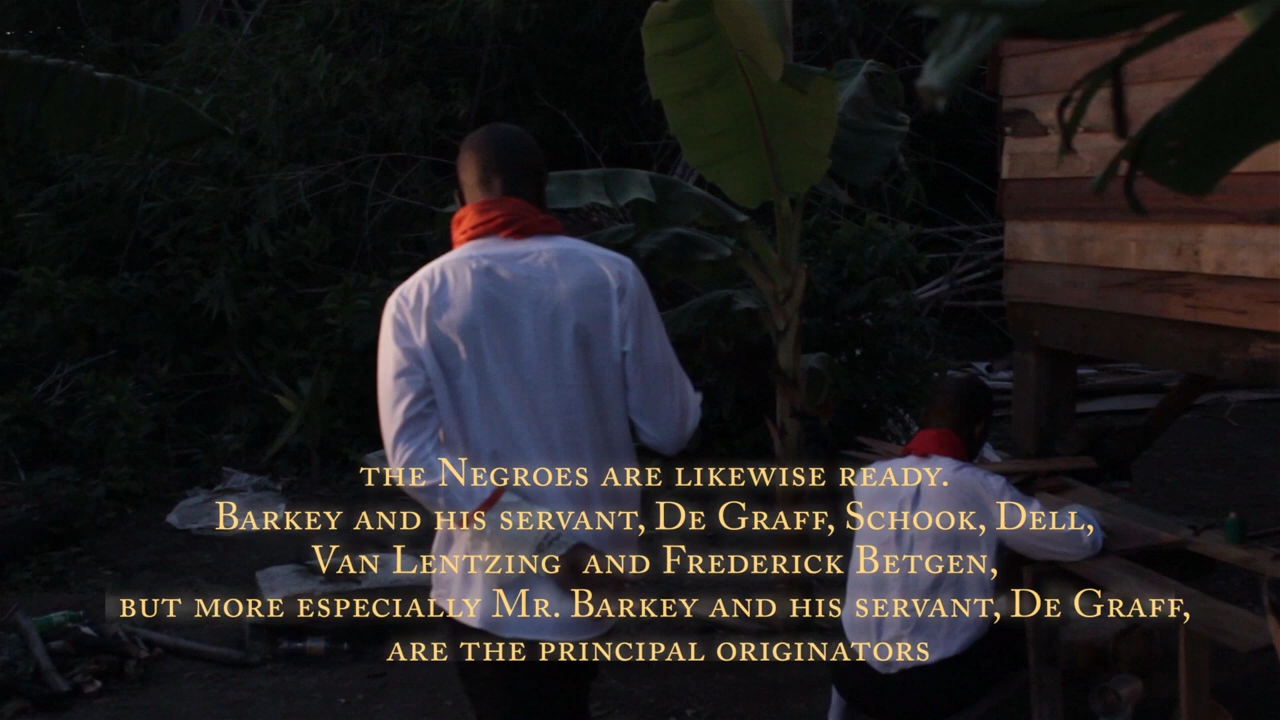 the Negroes are likewise ready.
Barkey and his servant, De Graff, Schook, Dell,
Van Lentzing and Frederick Betgen,
but more especially Mr. Barkey and his servant, De Graff,
are the principal originators